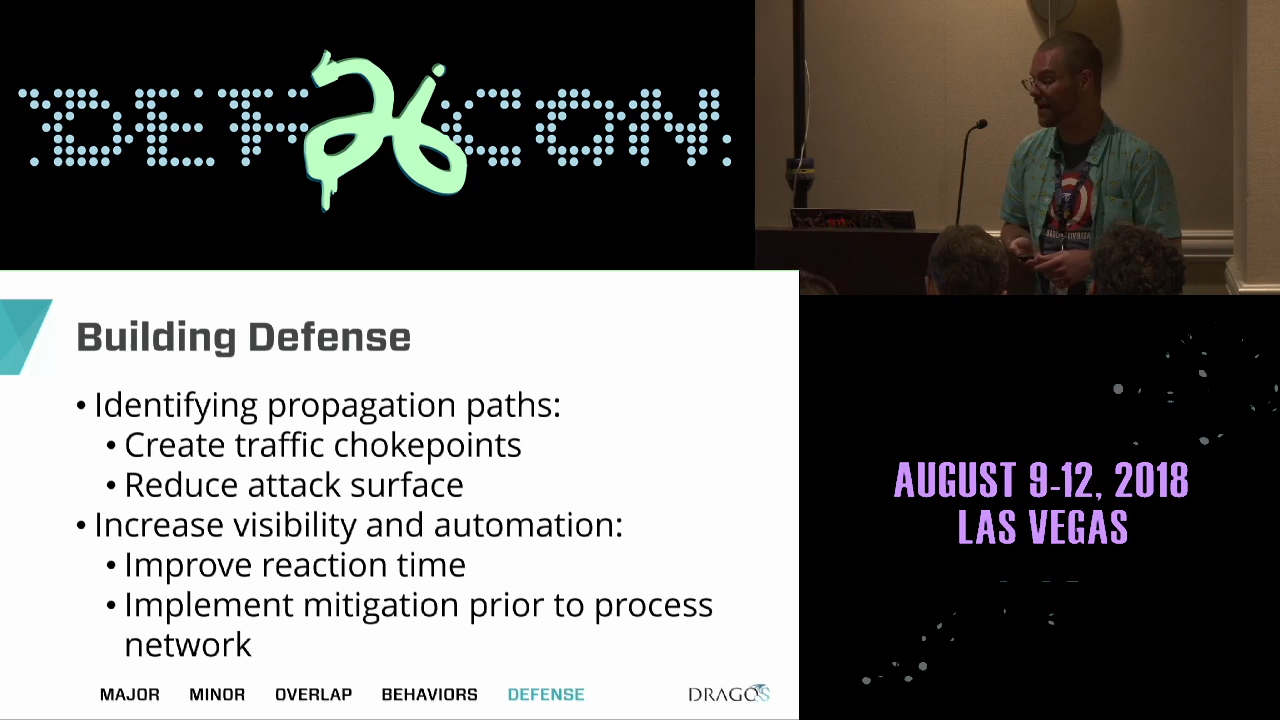 DEF CON 26
Building Defense
• Identifying propagation paths:
• Create traffic chokepoints
• Reduce attack surface
• Increase visibility and automation:
• Improve reaction time
• Implement mitigation prior to process
network
MAJOR MINOR OVERLAP BEHAVIORS DEFENSE
DRAGOS
AUGUST 9-12, 2018
LAS VEGAS